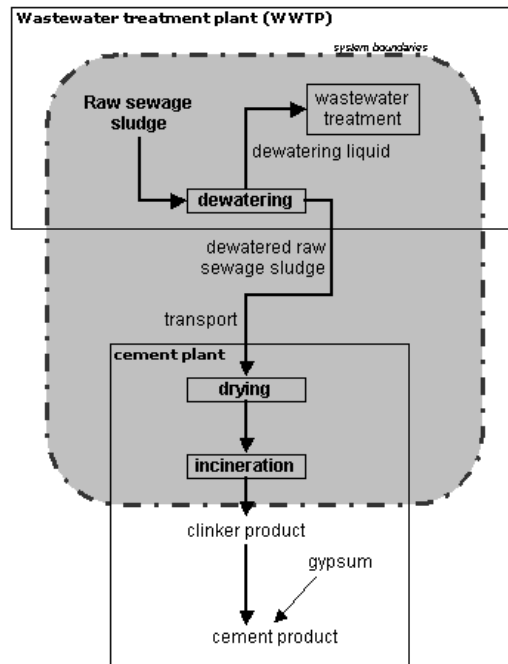 Wastewater treatment plant (WWTP)
system boundaries
Raw sewage
sludge
wastewater
treatment
dewatering liquid
dewatering
dewatered raw
sewage sludge
transport
cement plant
drying
incineration
clinker product
gypsum
cement product